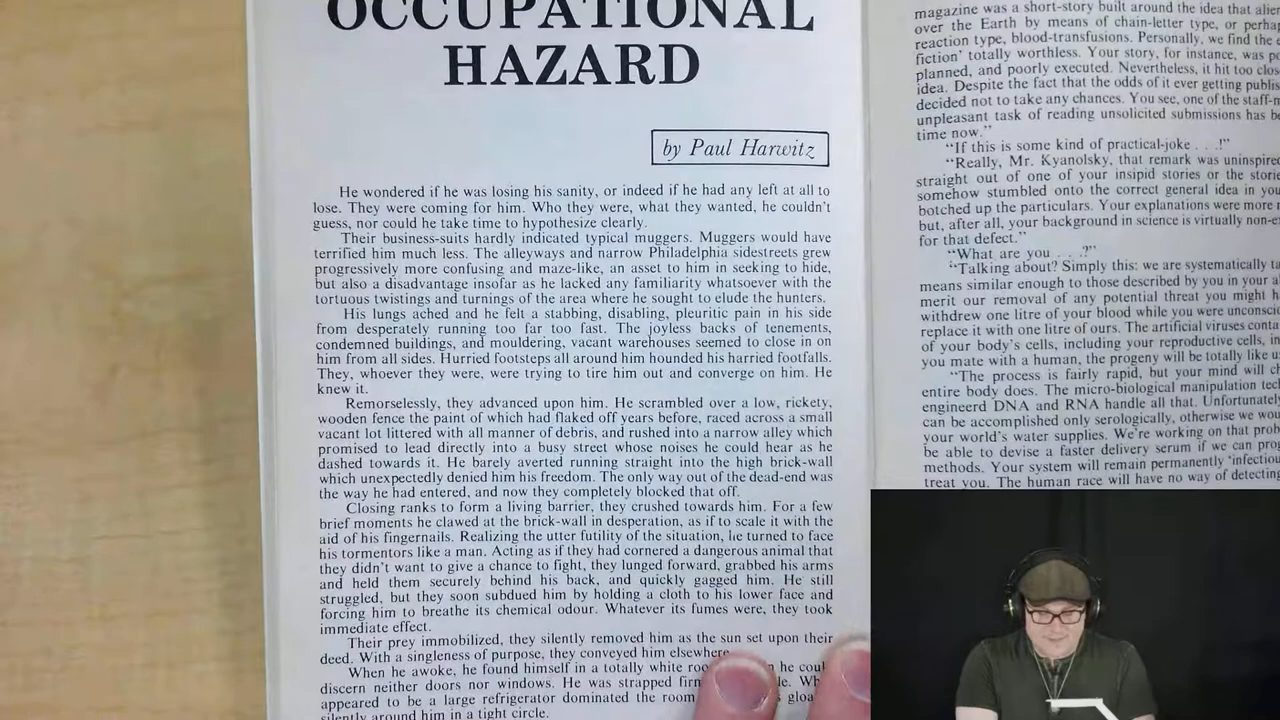 OCCUPATIONAL
HAZARD
by Paul Harwitz
He wondered if he was losing his sanity, or indeed if he had any left at all to
lose. They were coming for him. Who they were, what they wanted, he couldn't
guess, nor could he take time to hypothesize clearly.
Their business-suits hardly indicated typical muggers. Muggers would have
terrified him much less. The alleyways and narrow Philadelphia sidestreets grew
progressively more confusing and maze-like, an asset to him in seeking to hide,
but also a disadvantage insofar as he lacked any familiarity whatsoever with the
tortuous twistings and turnings of the area where he sought to elude the hunters.
His lungs ached and he felt a stabbing, disabling, pleuritic pain in his side
from desperately running too far too fast. The joyless backs of tenements,
condemned buildings, and mouldering, vacant warehouses seemed to close in on
him from all sides. Hurried footsteps all around him hounded his harried footfalls.
They, whoever they were, were trying to tire him out and converge on him. He
knew it.
Remorselessly, they advanced upon him. He scrambled over a low, rickety,
wooden fence the paint of which had flaked off years before, raced across a small
vacant lot littered with all manner of debris, and rushed into a narrow alley which
promised to lead directly into a busy street whose noises he could hear as he
dashed towards it. He barely averted running straight into the high brick-wall
which unexpectedly denied him his freedom. The only way out of the dead-end was
the way he had entered, and now they completely blocked that off.
Closing ranks to form a living barrier, they crushed towards him. For a few
brief moments he clawed at the brick-wall in desperation, as if to scale it with the
aid of his fingernails. Realizing the utter futility of the situation, he turned to face
his tormentors like a man. Acting as if they had cornered a dangerous animal that
they didn't want to give a chance to fight, they lunged forward, grabbed his arms
and held them securely behind his back, and quickly gagged him. He still
struggled, but they soon subdued him by holding a cloth to his lower face and
forcing him to breathe its chemical odour. Whatever its fumes were, they took
immediate effect.
Their prey immobilized, they silently removed him as the sun set upon their
deed. With a singleness of purpose, they conveyed him elsewhere.
When he awoke, he found himself in a totally white he
discern neither doors nor windows. He was strapped
appeared to be a large refrigerator dominated the room
silently around him in a tight circle.
magazine was a short-story built around the idea that
over the Earth by means of chain-letter type, or
reaction type, blood-transfusions. Personally, we find the
fiction' totally worthless. Your story, for instance, was
planned, and poorly executed. Nevertheless, it hit too
idea. Despite the fact that the odds of it ever getting
decided not to take any chances. You see, one of the
unpleasant task of reading unsolicited submissions has
time now."
"If this is some kind of practical-joke . . .!"
"Really, Mr. Kyanolsky, that remark was
straight out of one of your insipid stories or the
somehow stumbled onto the correct general idea in
botched up the particulars. Your explanations were more
but, after all, your background in science is virtually
for that defect."
"What are you . . .?"
"Talking about? Simply this: we are systematically
means similar enough to those described by you in your
merit our removal of any potential threat you might
withdrew one litre of your blood while you were
replace it with one litre of ours. The artificial viruses
of your body's cells, including your reproductive cells,
you mate with a human, the progeny will be totally like
"The process is fairly rapid, but your mind will
entire body does. The micro-biological manipulation
engineerd DNA and RNA handle all that.
can be accomplished only serologically, otherwise we
your world's water supplies. We're working on that
be able to devise a faster delivery serum if we can
methods. Your system will remain permanently
treat you. The human race will have no way of detecting